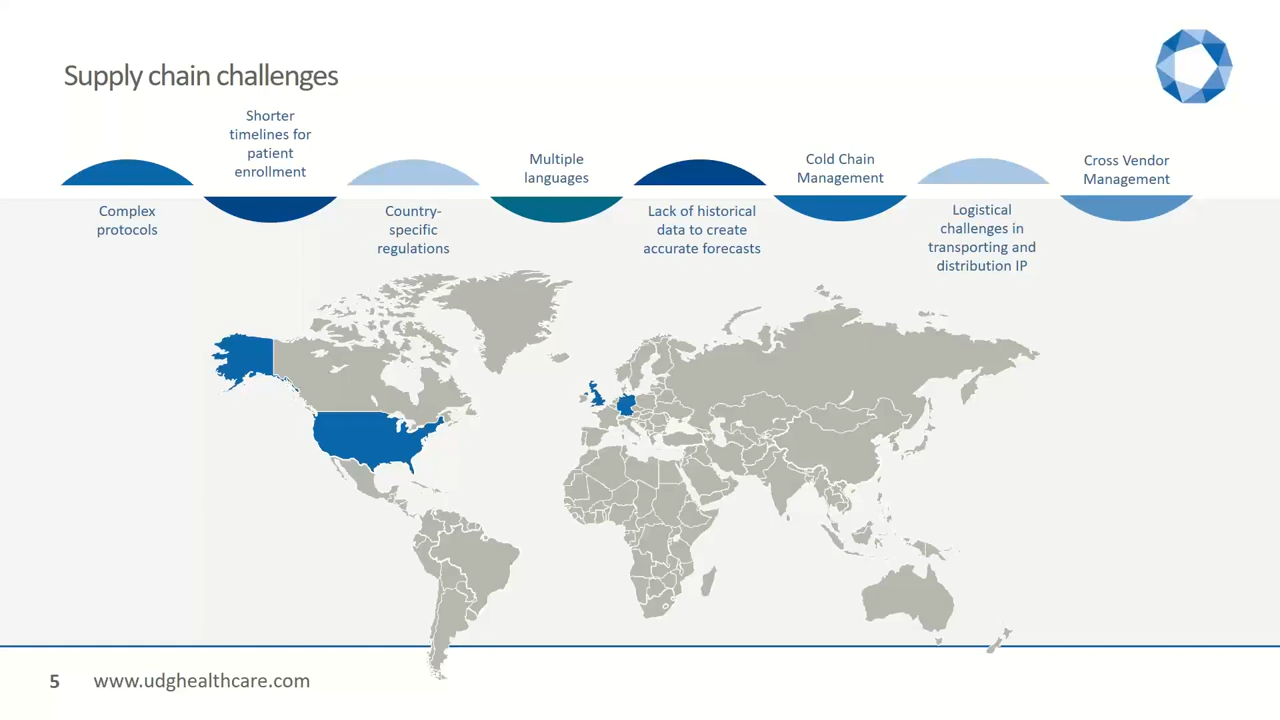 Supply chain challenges
Complex
protocols
Shorter
timelines for
patient
enrollment
Country-
specific
regulations
Multiple
languages
Lack of historical
data to create
accurate forecasts
Cold Chain
Management
Logistical
challenges in
transporting and
distribution IP
Cross Vendor
Management
5
www.udghealthcare.com